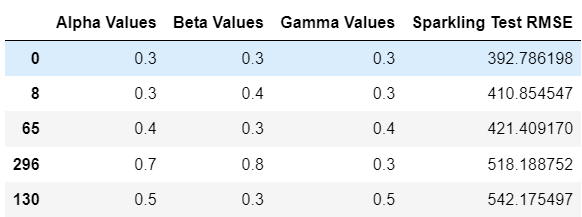 Alpha Values Beta Values Gamma Values Sparkling Test RMSE
0 0.3 0.3 0.3 392.786198
8 0.3 0.4 0.3 410.854547
65 0.4 0.3 0.4 421.409170
296 0.7 0.8 0.3 518.188752
130 0.5 0.3 0.5 542.175497